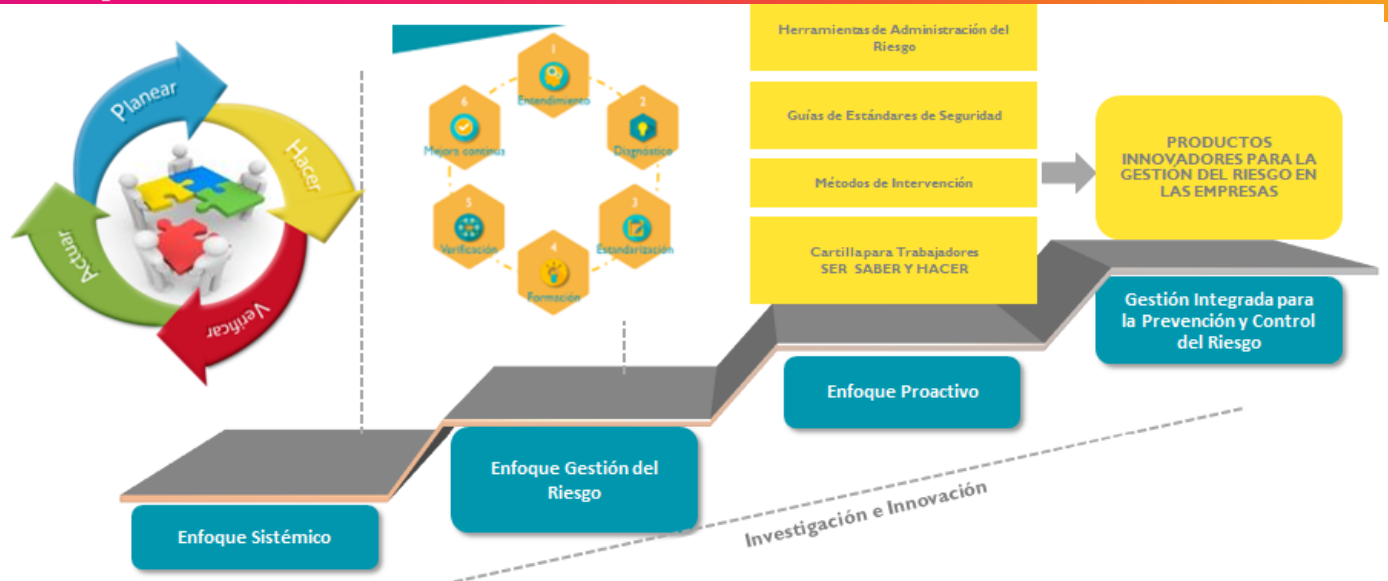 Planear
Hacer
Verificar
Actuar
1
Entendimiento
2
Diagnóstico
3
Estandarización
4
Formación
5
Verificación
6
Mejora continua
Herramientas de Administración del
Riesgo
Guías de Estándares de Seguridad
Métodos de Intervención
Cartilla para Trabajadores
SER SABER Y HACER
PRODUCTOS
INNOVADORES PARA LA
GESTIÓN DEL RIESGO EN
LAS EMPRESAS
Enfoque Sistémico
Enfoque Gestión del
Riesgo
Enfoque Proactivo
Gestión Integrada para
la Prevención y Control
del Riesgo
Investigación e Innovación